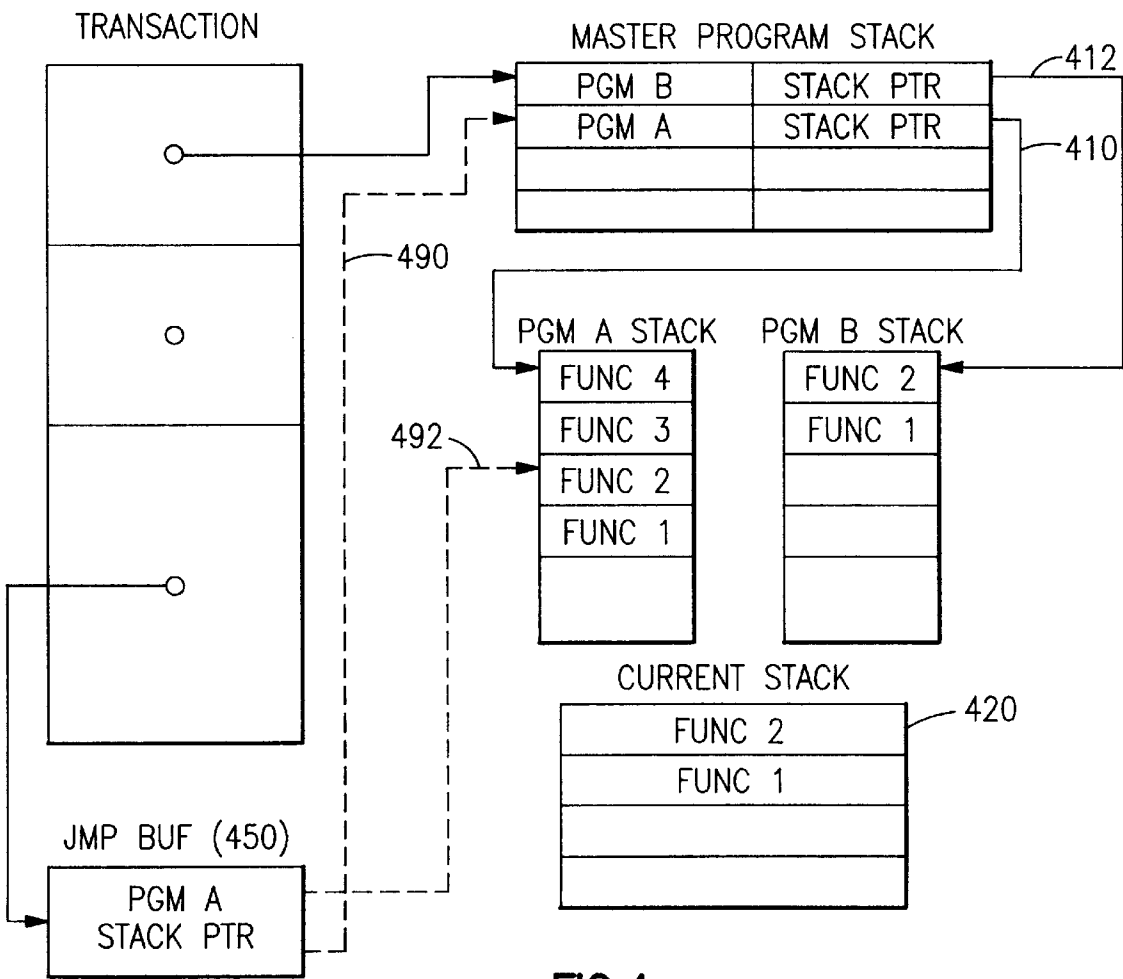 TRANSACTION
MASTER PROGRAM STACK
PGM B STACK PTR
PGM A STACK PTR
412
410
490
PGM A STACK
FUNC 4
FUNC 3
FUNC 2
FUNC 1
492
PGM B STACK
FUNC 2
FUNC 1
CURRENT STACK
FUNC 2
FUNC 1
420
JMP BUF (450)
PGM A
STACK PTR